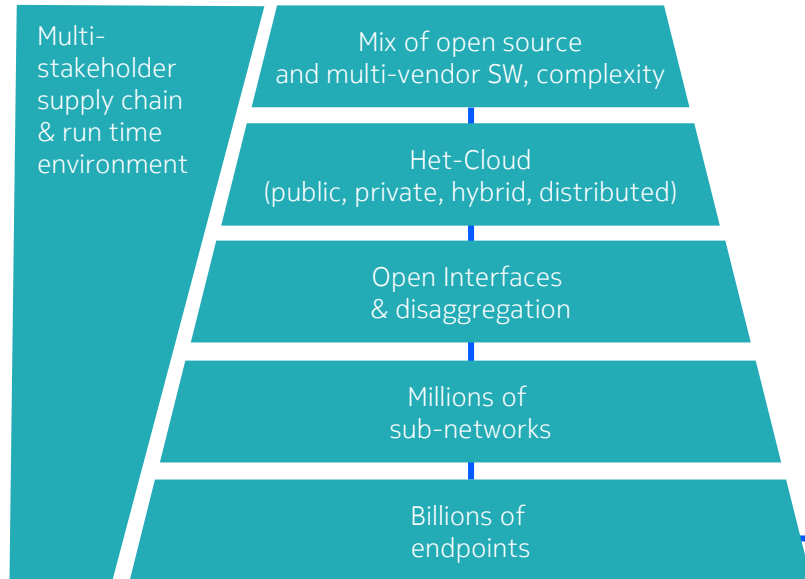 Multi-
stakeholder
supply chain
& run time
environment
Mix of open source
and multi-vendor SW, complexity
Het-Cloud
(public, private, hybrid, distributed)
Open Interfaces
& disaggregation
Millions of
sub-networks
Billions of
endpoints